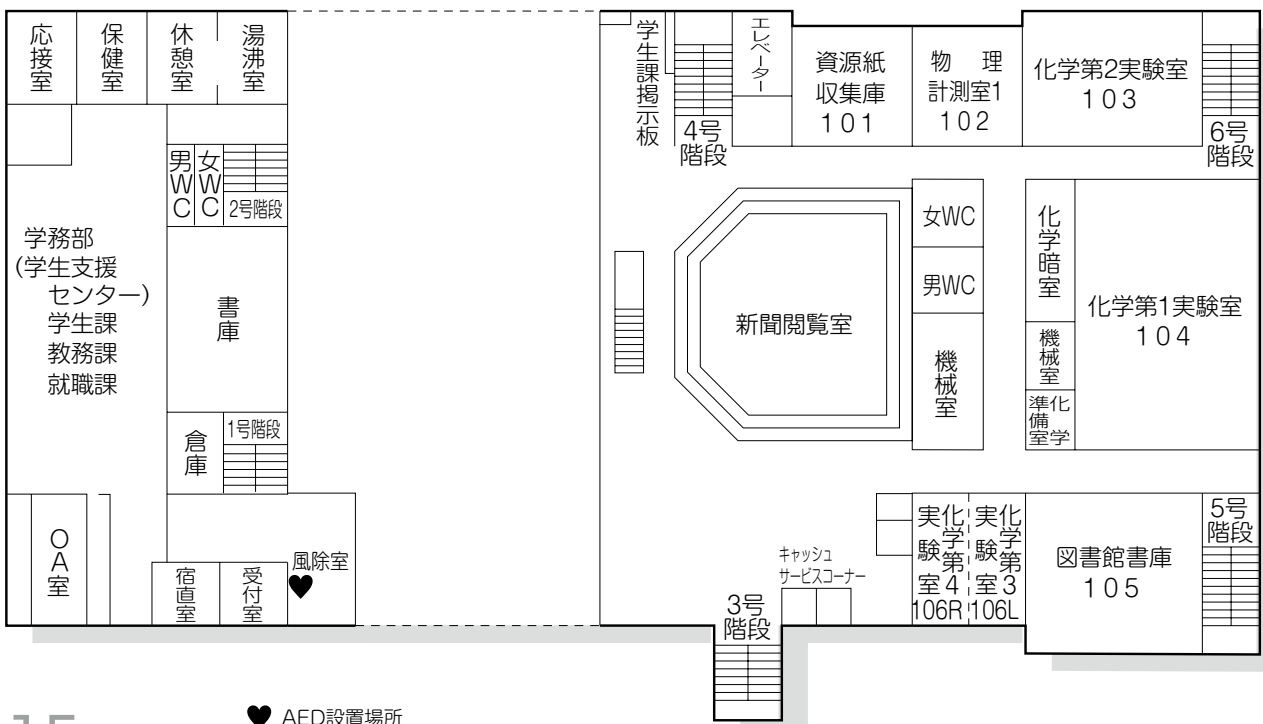 応接室
保健室
休憩室
湯沸室
学生課掲示板
4号
階段
エレベーター
資源紙
収集庫
101
物理
計測室1
102
化学第2実験室
103
6号
階段
男WC
女WC
2号階段
学務部
(学生支援
センター)
学生課
教務課
就職課
書庫
新聞閲覧室
女WC
男WC
機械室
化学暗室
機械室
化学
準備室
化学第1実験室
104
倉庫
1号階段
OA室
宿直室
受付室
風除室
キャッシュ
サービスコーナー
3号
階段
化学第4
実験室
106R
化学第3
実験室
106L
図書館書庫
105
5号
階段
AED設置場所